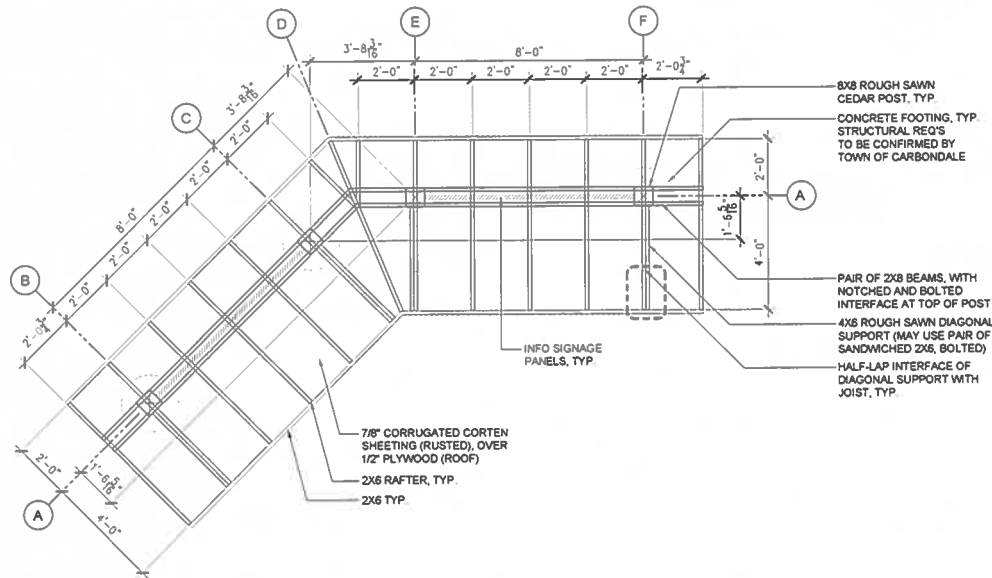 D
E
F
C
B
A
A
3'-8 3/16"
8'-0"
2'-0"
2'-0"
2'-0"
2'-0"
2'-0"
2'-0 3/4"
3'-8 3/16"
2'-0"
2'-0"
8'-0"
2'-0"
2'-0"
2'-0"
2'-0 3/4"
2'-0"
1'-6 5/16"
4'-0"
2'-0"
1'-6 5/16"
4'-0"
8X8 ROUGH SAWN
CEDAR POST, TYP.
CONCRETE FOOTING, TYP.
STRUCTURAL REQ'S
TO BE CONFIRMED BY
TOWN OF CARBONDALE
PAIR OF 2X8 BEAMS, WITH
NOTCHED AND BOLTED
INTERFACE AT TOP OF POST
4X6 ROUGH SAWN DIAGONAL
SUPPORT (MAY USE PAIR OF
SANDWICHED 2X6, BOLTED)
HALF-LAP INTERFACE OF
DIAGONAL SUPPORT WITH
JOIST, TYP.
INFO SIGNAGE
PANELS, TYP.
7/8" CORRUGATED CORTEN
SHEETING (RUSTED), OVER
1/2" PLYWOOD (ROOF)
2X6 RAFTER, TYP.
2X6 TYP.